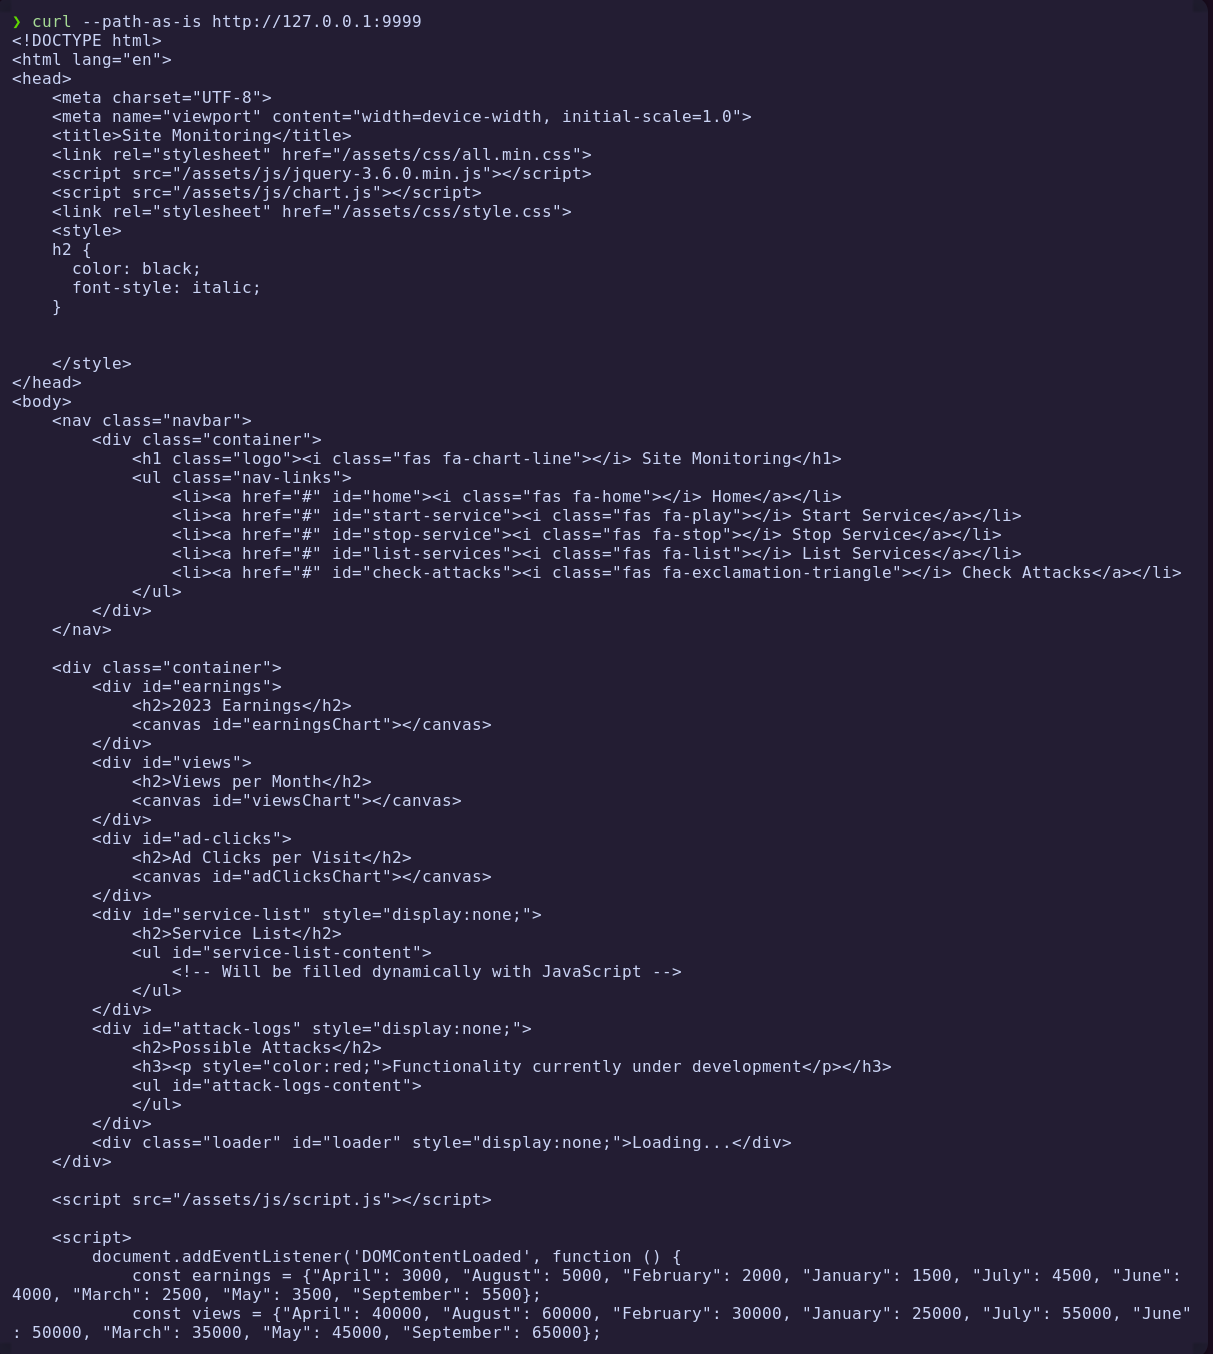 ❯ curl --path-as-is http://127.0.0.1:9999
<!DOCTYPE html>
<html lang="en">
<head>
    <meta charset="UTF-8">
    <meta name="viewport" content="width=device-width, initial-scale=1.0">
    <title>Site Monitoring</title>
    <link rel="stylesheet" href="/assets/css/all.min.css">
    <script src="/assets/js/jquery-3.6.0.min.js"></script>
    <script src="/assets/js/chart.js"></script>
    <link rel="stylesheet" href="/assets/css/style.css">
    <style>
    h2 {
      color: black;
      font-style: italic;
    }


    </style>
</head>
<body>
    <nav class="navbar">
        <div class="container">
            <h1 class="logo"><i class="fas fa-chart-line"></i> Site Monitoring</h1>
            <ul class="nav-links">
                <li><a href="#" id="home"><i class="fas fa-home"></i> Home</a></li>
                <li><a href="#" id="start-service"><i class="fas fa-play"></i> Start Service</a></li>
                <li><a href="#" id="stop-service"><i class="fas fa-stop"></i> Stop Service</a></li>
                <li><a href="#" id="list-services"><i class="fas fa-list"></i> List Services</a></li>
                <li><a href="#" id="check-attacks"><i class="fas fa-exclamation-triangle"></i> Check Attacks</a></li>
            </ul>
        </div>
    </nav>

    <div class="container">
        <div id="earnings">
            <h2>2023 Earnings</h2>
            <canvas id="earningsChart"></canvas>
        </div>
        <div id="views">
            <h2>Views per Month</h2>
            <canvas id="viewsChart"></canvas>
        </div>
        <div id="ad-clicks">
            <h2>Ad Clicks per Visit</h2>
            <canvas id="adClicksChart"></canvas>
        </div>
        <div id="service-list" style="display:none;">
            <h2>Service List</h2>
            <ul id="service-list-content">
                <!-- Will be filled dynamically with JavaScript -->
            </ul>
        </div>
        <div id="attack-logs" style="display:none;">
            <h2>Possible Attacks</h2>
            <h3><p style="color:red;">Functionality currently under development</p></h3>
            <ul id="attack-logs-content">
            </ul>
        </div>
        <div class="loader" id="loader" style="display:none;">Loading...</div>
    </div>

    <script src="/assets/js/script.js"></script>

    <script>
        document.addEventListener('DOMContentLoaded', function () {
            const earnings = {"April": 3000, "August": 5000, "February": 2000, "January": 1500, "July": 4500, "June":
4000, "March": 2500, "May": 3500, "September": 5500};
            const views = {"April": 40000, "August": 60000, "February": 30000, "January": 25000, "July": 55000, "June"
: 50000, "March": 35000, "May": 45000, "September": 65000};